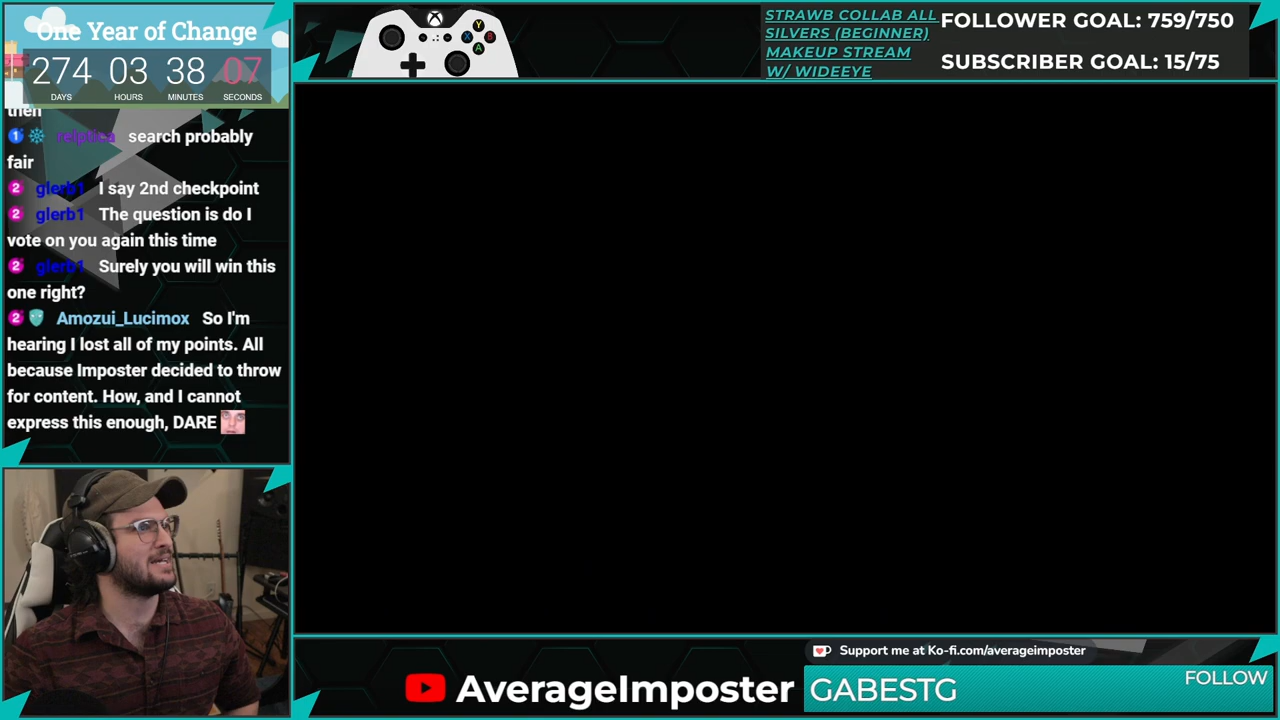 One Year of Change
274 03 38 07
DAYS HOURS MINUTES SECONDS
then
relptica search probably
fair
glerb1 I say 2nd checkpoint
glerb1 The question is do I
vote on you again this time
glerb1 Surely you will win this
one right?
Amozui_Lucimox So I'm
hearing I lost all of my points. All
because Imposter decided to throw
for content. How, and I cannot
express this enough, DARE
STRAWB COLLAB ALL
SILVERS (BEGINNER)
MAKEUP STREAM
W/ WIDEEYE
FOLLOWER GOAL: 759/750
SUBSCRIBER GOAL: 15/75
Support me at Ko-fi.com/averageimposter
AverageImposter
GABESTG
FOLLOW